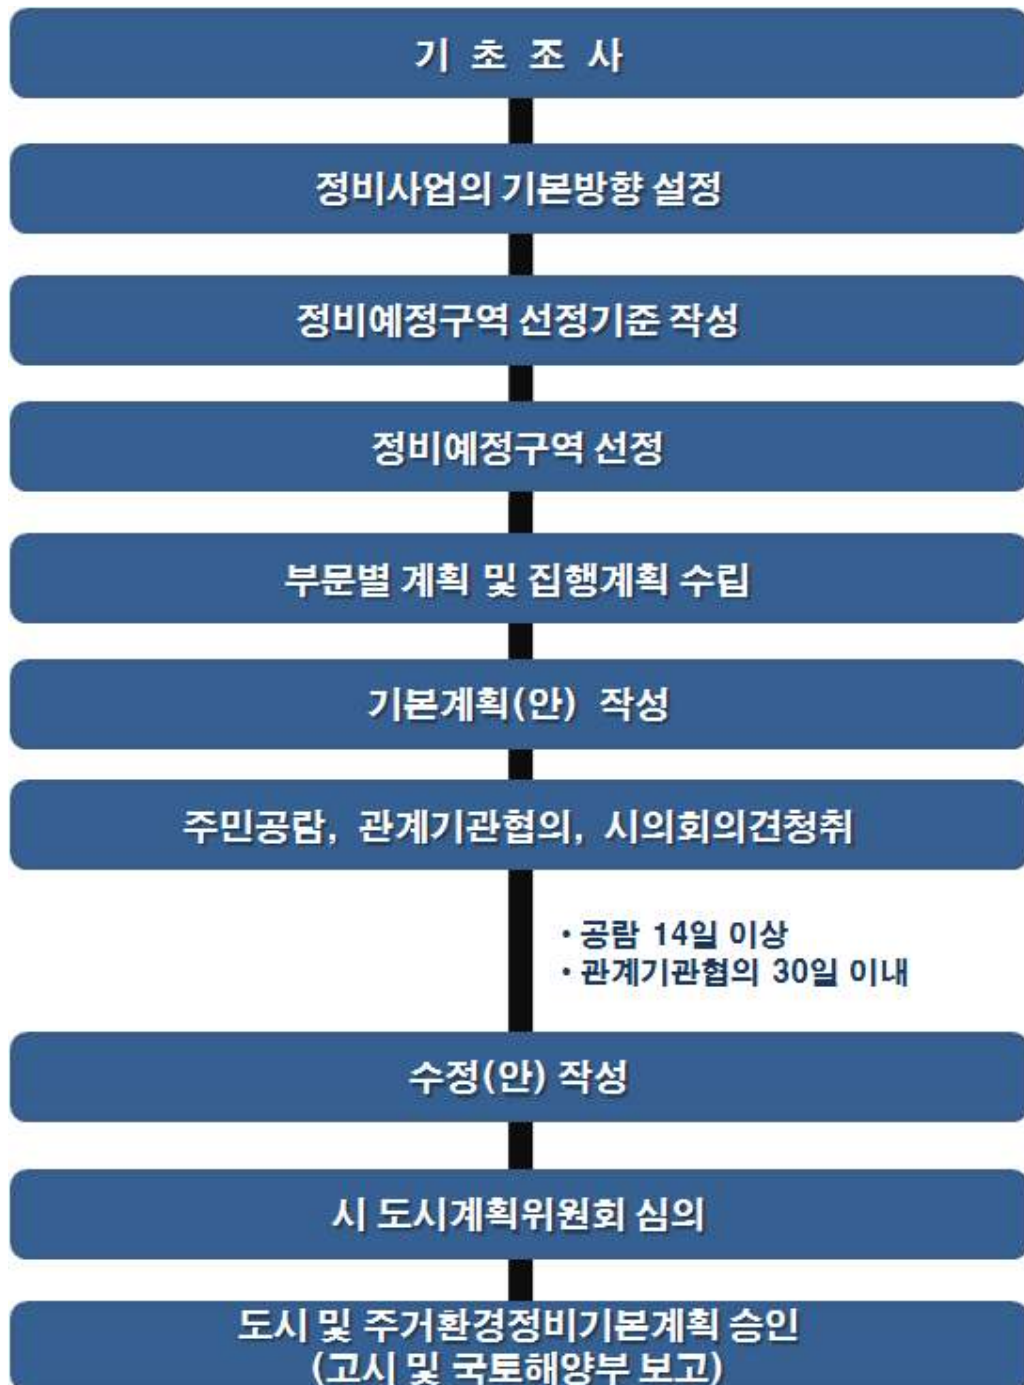 기 초 조 사
정비사업의 기본방향 설정
정비예정구역 선정기준 작성
정비예정구역 선정
부문별 계획 및 집행계획 수립
기본계획(안) 작성
주민공람, 관계기관협의, 시의회의견청취
• 공람 14일 이상
• 관계기관협의 30일 이내
수정(안) 작성
시 도시계획위원회 심의
도시 및 주거환경정비기본계획 승인
(고시 및 국토해양부 보고)